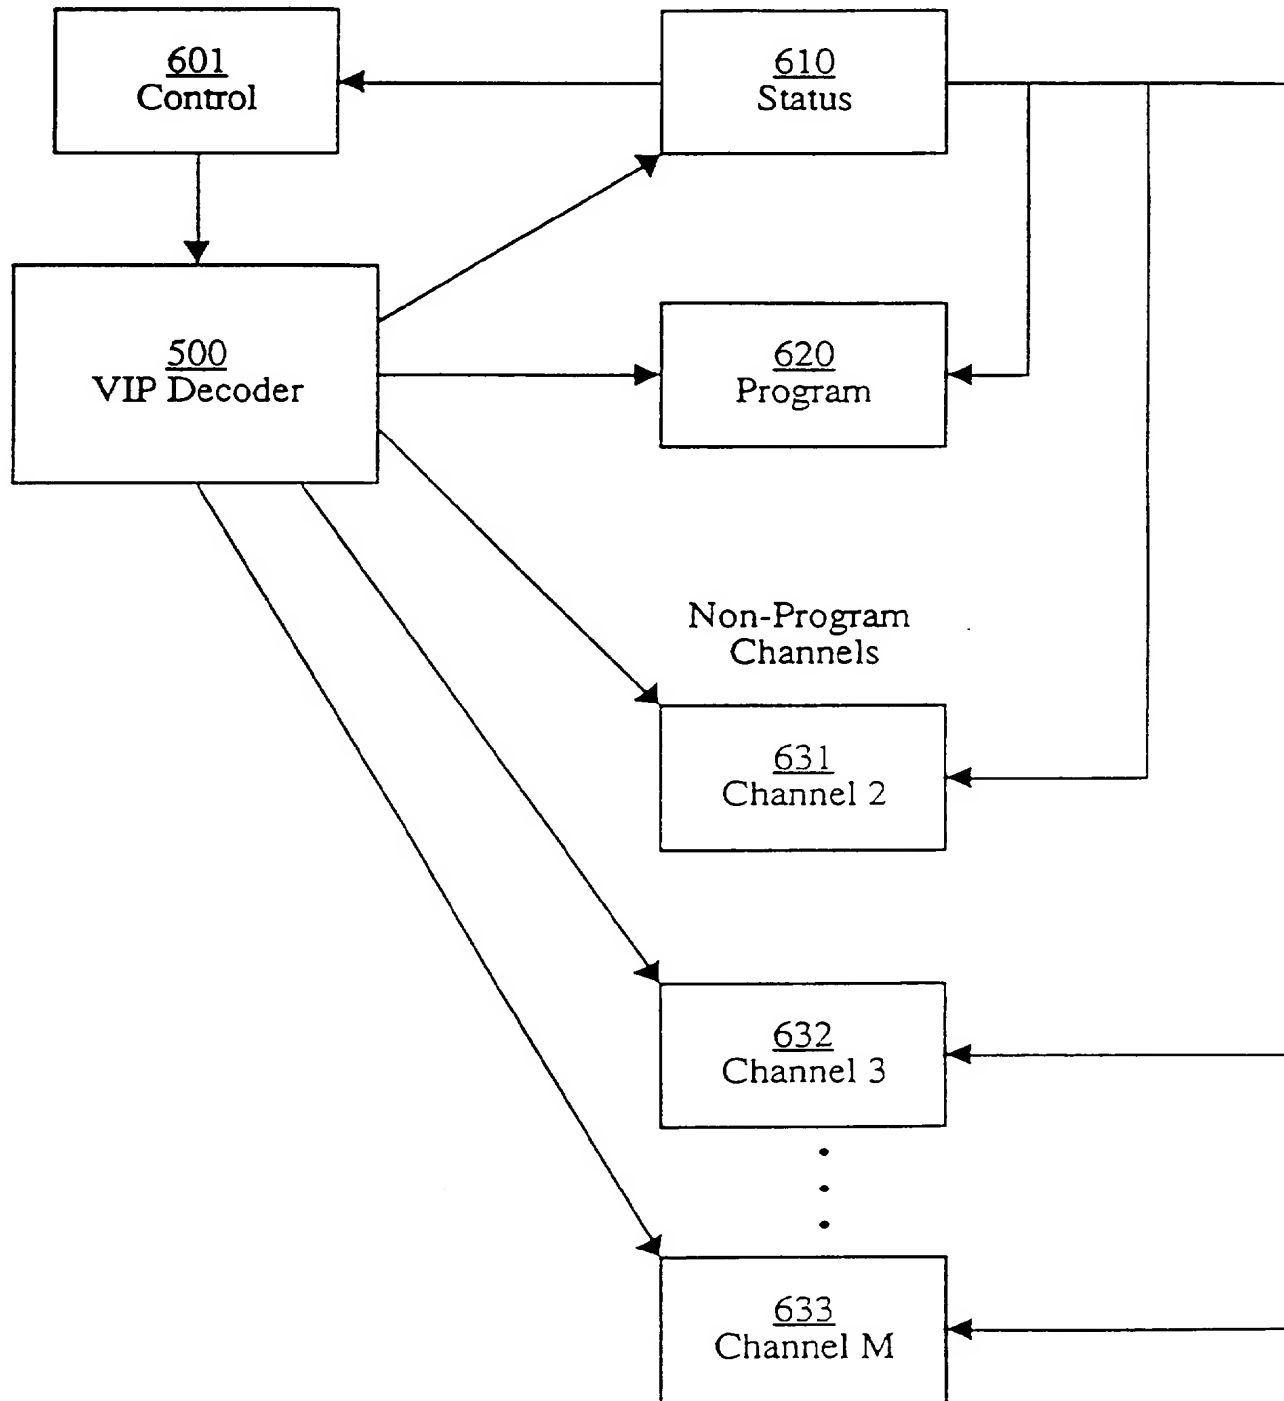 601
Control
610
Status
500
VIP Decoder
620
Program
Non-Program
Channels
631
Channel 2
632
Channel 3
633
Channel M